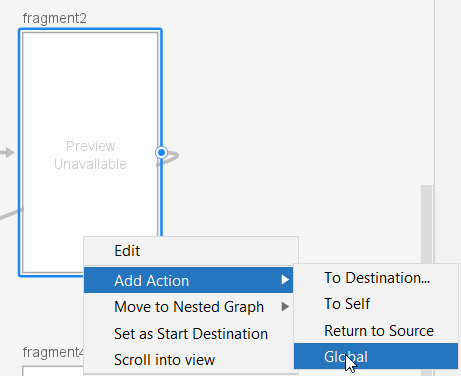 fragment2
Preview
Unavailable
Edit
Add Action
To Destination...
Move to Nested Graph
To Self
Set as Start Destination
Return to Source
Scroll into view
Global
fragment4